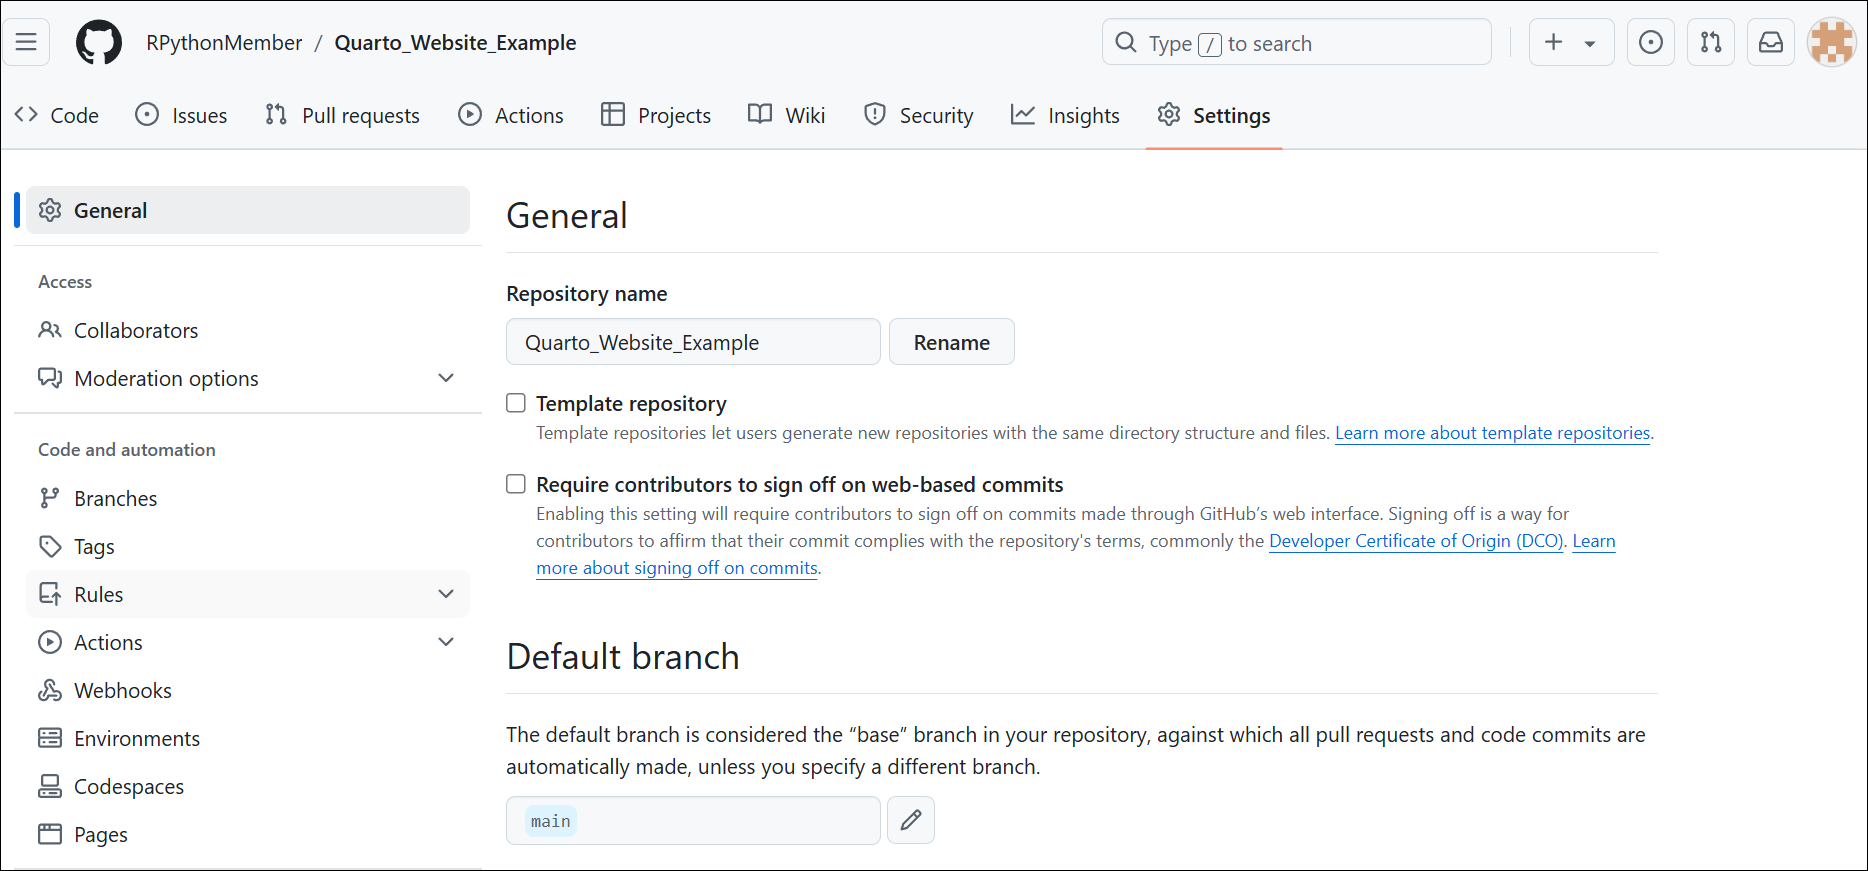 RPythonMember / Quarto_Website_Example
Type / to search
Code Issues Pull requests Actions Projects Wiki Security Insights Settings
General
Access
Collaborators
Moderation options
Code and automation
Branches
Tags
Rules
Actions
Webhooks
Environments
Codespaces
Pages
General
Repository name
Quarto_Website_Example Rename
Template repository
Template repositories let users generate new repositories with the same directory structure and files. Learn more about template repositories.
Require contributors to sign off on web-based commits
Enabling this setting will require contributors to sign off on commits made through GitHub’s web interface. Signing off is a way for
contributors to affirm that their commit complies with the repository's terms, commonly the Developer Certificate of Origin (DCO). Learn
more about signing off on commits.
Default branch
The default branch is considered the “base” branch in your repository, against which all pull requests and code commits are
automatically made, unless you specify a different branch.
main